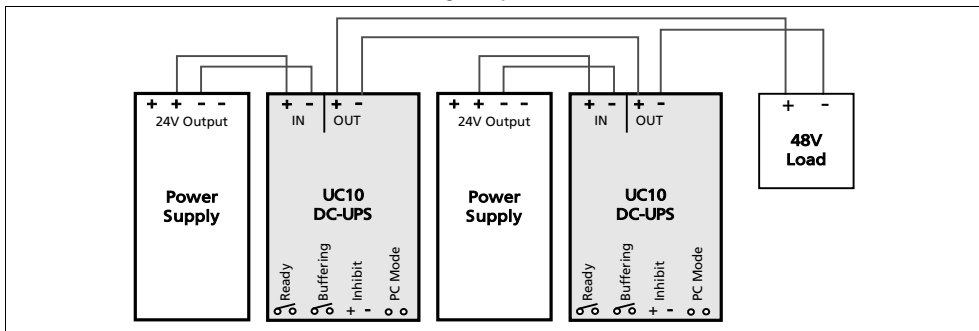 + + - -
24V Output
Power
Supply
+ - + -
IN OUT
UC10
DC-UPS
Ready
Buffering
+ - Inhibit
PC Mode
+ + - -
24V Output
Power
Supply
+ - + -
IN OUT
UC10
DC-UPS
Ready
Buffering
+ - Inhibit
PC Mode
+ -
48V
Load